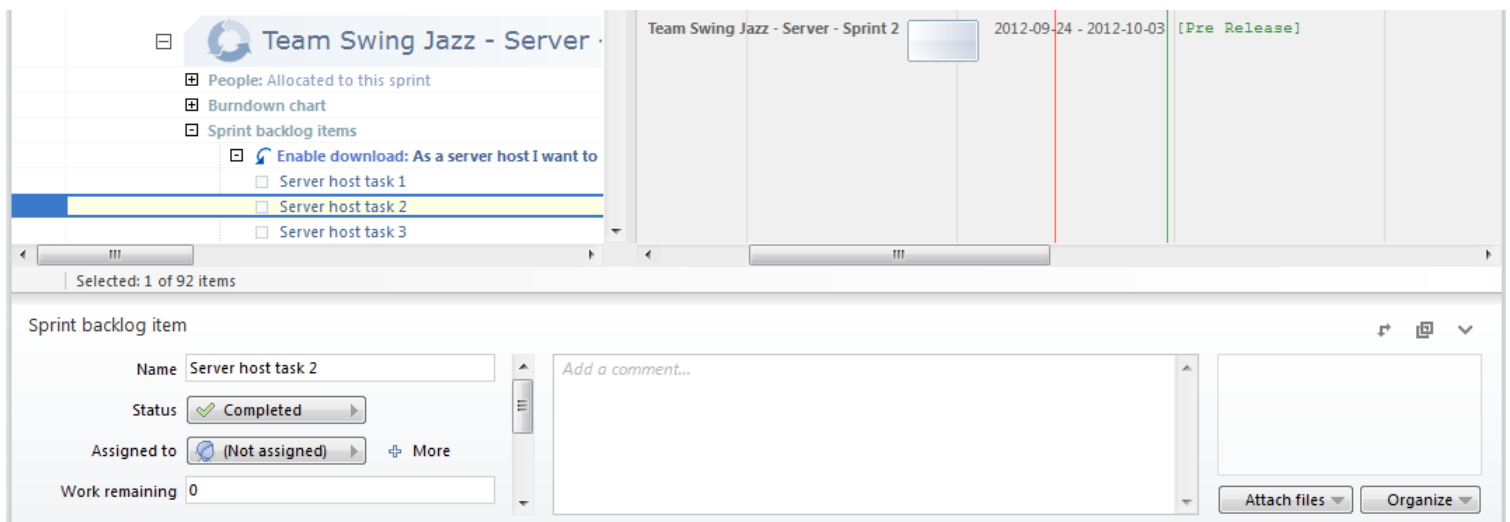 Team Swing Jazz - Server -
People: Allocated to this sprint
Burndown chart
Sprint backlog items
Enable download: As a server host I want to
Server host task 1
Server host task 2
Server host task 3
Team Swing Jazz - Server - Sprint 2
2012-09-24 - 2012-10-03
[Pre Release]
Selected: 1 of 92 items
Sprint backlog item
Name Server host task 2
Status Completed
Assigned to (Not assigned) More
Work remaining 0
Add a comment...
Attach files Organize